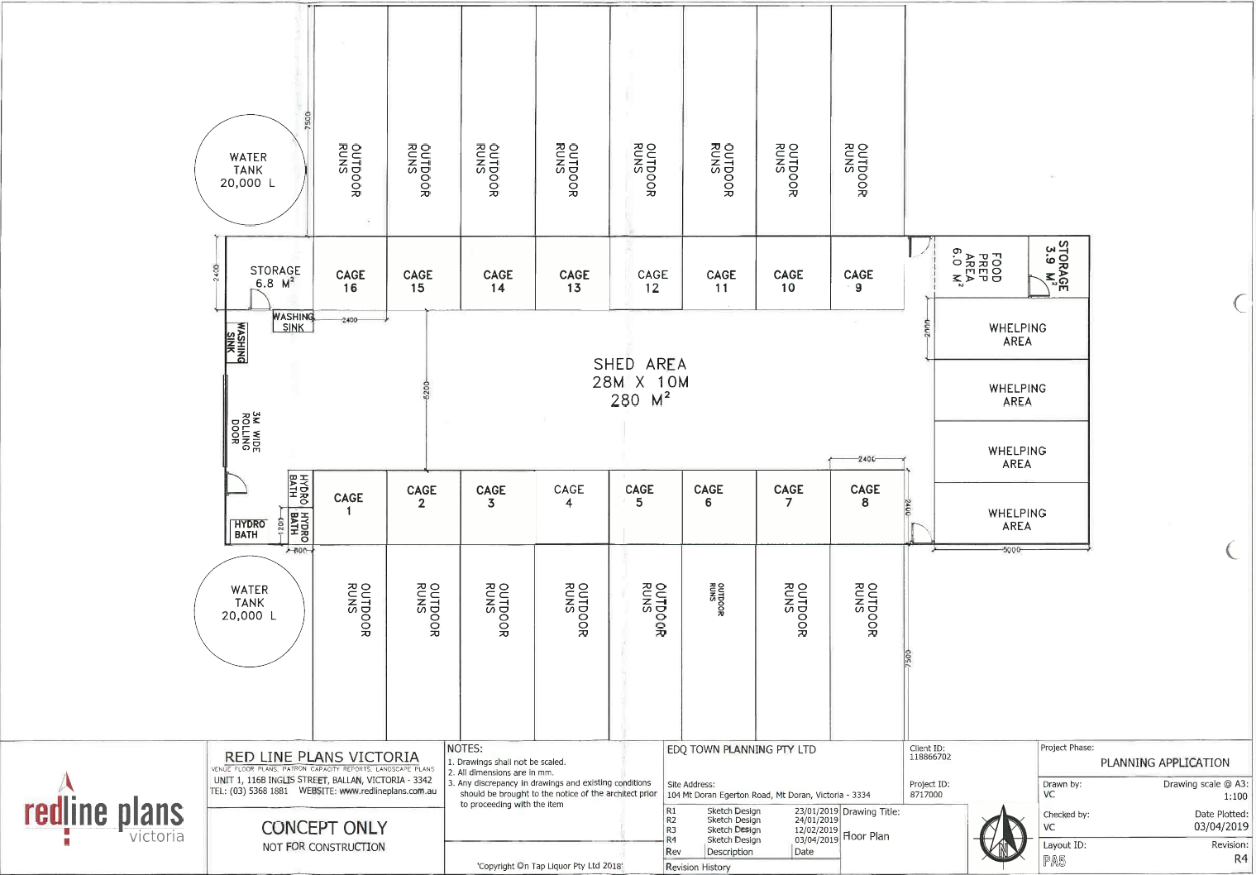 7500
WATER
TANK
20,000 L
OUTDOOR
RUNS
OUTDOOR
RUNS
OUTDOOR
RUNS
OUTDOOR
RUNS
OUTDOOR
RUNS
OUTDOOR
RUNS
OUTDOOR
RUNS
OUTDOOR
RUNS
2400
STORAGE
6.8 M²
CAGE
16
CAGE
15
CAGE
14
CAGE
13
CAGE
12
CAGE
11
CAGE
10
CAGE
9
FOOD
PREP
AREA
6.0 M²
STORAGE
3.9 M²
WASHING
SINK
2400
WASHING
SINK
2000
WHELPING
AREA
SHED AREA
28M X 10M
280 M²
5200
WHELPING
AREA
3M WIDE
ROLLING
DOOR
WHELPING
AREA
2400
HYDRO
BATH
CAGE
1
CAGE
2
CAGE
3
CAGE
4
CAGE
5
CAGE
6
CAGE
7
CAGE
8
2400
WHELPING
AREA
HYDRO
BATH
1200
HYDRO
BATH
800
5000
WATER
TANK
20,000 L
OUTDOOR
RUNS
OUTDOOR
RUNS
OUTDOOR
RUNS
OUTDOOR
RUNS
OUTDOOR
RUNS
OUTDOOR
RUNS
OUTDOOR
RUNS
OUTDOOR
RUNS
7500
redline plans
victoria
RED LINE PLANS VICTORIA
VENUE FLOOR PLANS, PATRON CAPACITY REPORTS, LANDSCAPE PLANS
UNIT 1, 116B INGLIS STREET, BALLAN, VICTORIA - 3342
TEL: (03) 5368 1881 WEBSITE: www.redlineplans.com.au
CONCEPT ONLY
NOT FOR CONSTRUCTION
NOTES:
1. Drawings shall not be scaled.
2. All dimensions are in mm.
3. Any discrepancy in drawings and existing conditions
should be brought to the notice of the architect prior
to proceeding with the item
'Copyright On Tap Liquor Pty Ltd 2018'
EDQ TOWN PLANNING PTY LTD
Site Address:
104 Mt Doran Egerton Road, Mt Doran, Victoria - 3334
R1 Sketch Design 23/01/2019
R2 Sketch Design 24/01/2019
R3 Sketch Design 12/02/2019
R4 Sketch Design 03/04/2019
Rev Description Date
Revision History
Drawing Title:
Floor Plan
Client ID:
118866702
Project ID:
8717000
Project Phase:
PLANNING APPLICATION
Drawn by:
VC
Drawing scale @ A3:
1:100
Checked by:
VC
Date Plotted:
03/04/2019
Layout ID:
PA5
Revision:
R4